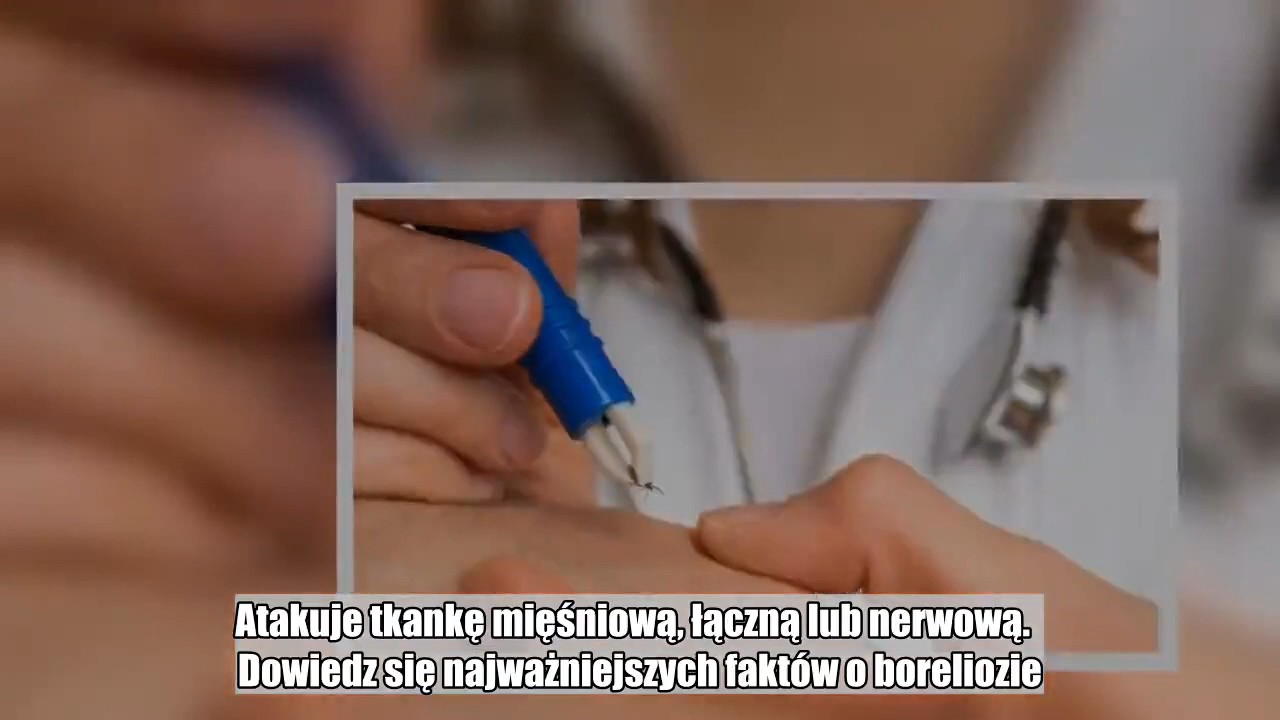 Atakuje tkankę mięśniową, łączną lub nerwową.
Dowiedz się najważniejszych faktów o boreliozie